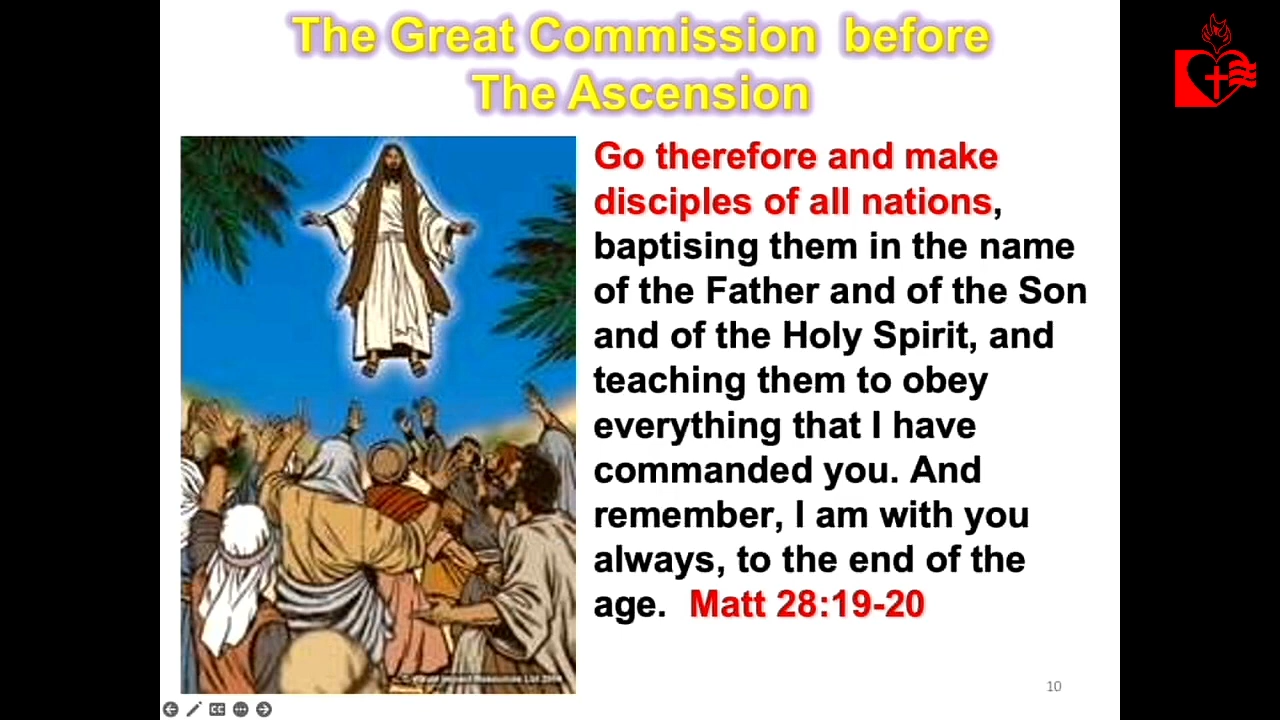 The Great Commission before
The Ascension
Go therefore and make
disciples of all nations,
baptising them in the name
of the Father and of the Son
and of the Holy Spirit, and
teaching them to obey
everything that I have
commanded you. And
remember, I am with you
always, to the end of the
age. Matt 28:19-20
10
CC